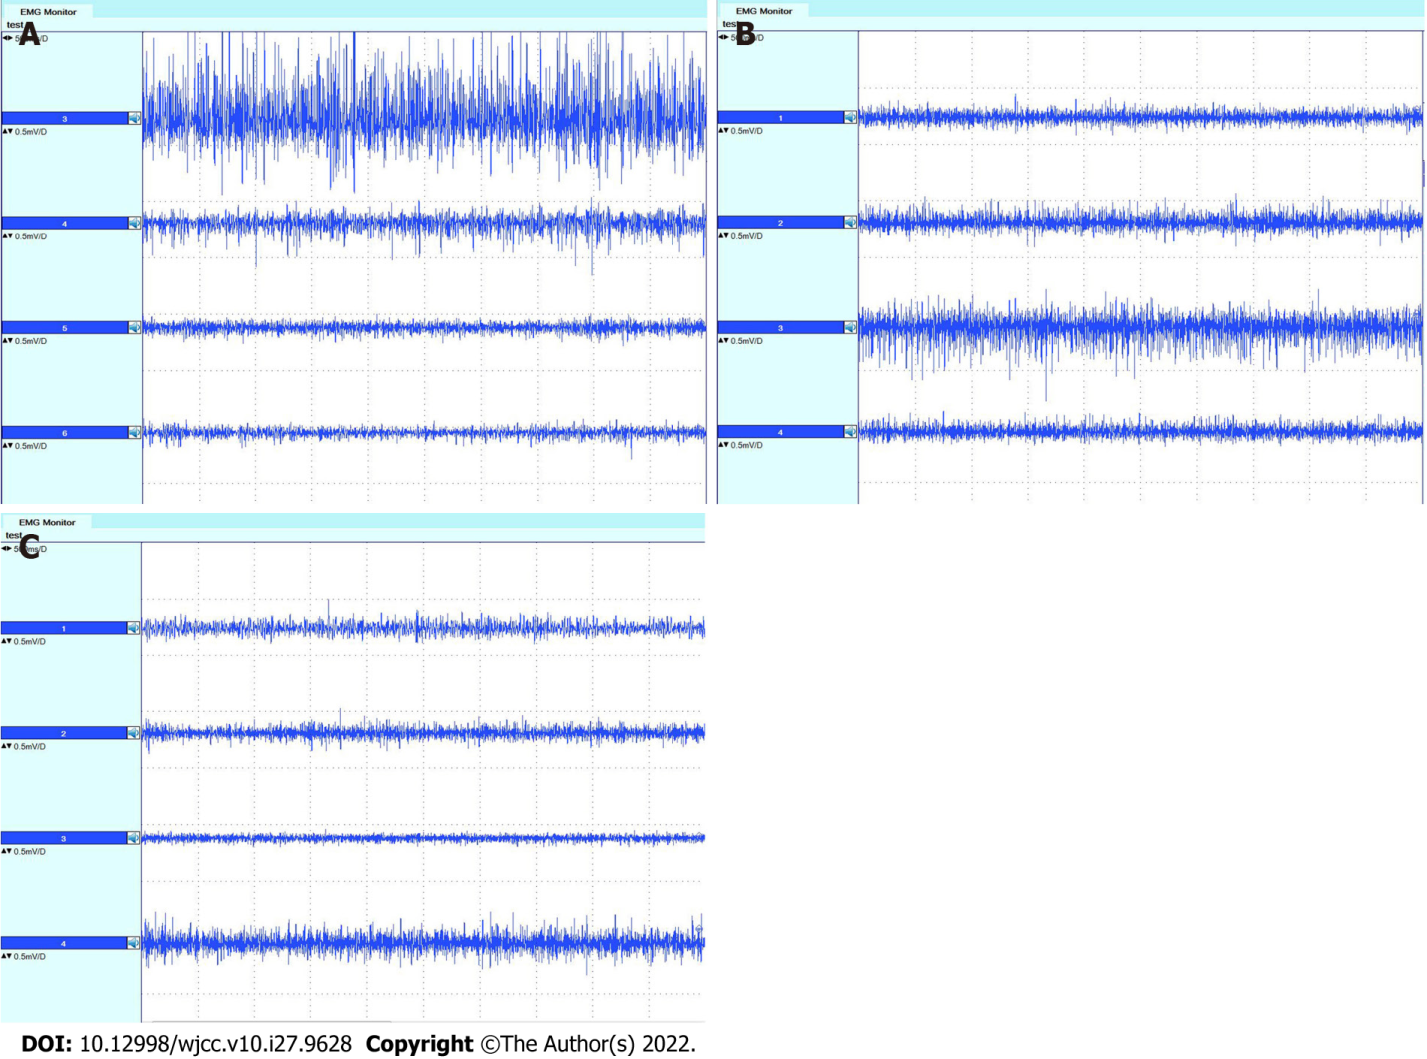 EMG Monitor
test
A
3
0.5mV/D
4
0.5mV/D
5
0.5mV/D
6
0.5mV/D
EMG Monitor
test
B
1
0.5mV/D
2
0.5mV/D
3
0.5mV/D
4
0.5mV/D
EMG Monitor
test
C
1
0.5mV/D
2
0.5mV/D
3
0.5mV/D
4
0.5mV/D
DOI: 10.12998/wjcc.v10.i27.9628 Copyright ©The Author(s) 2022.